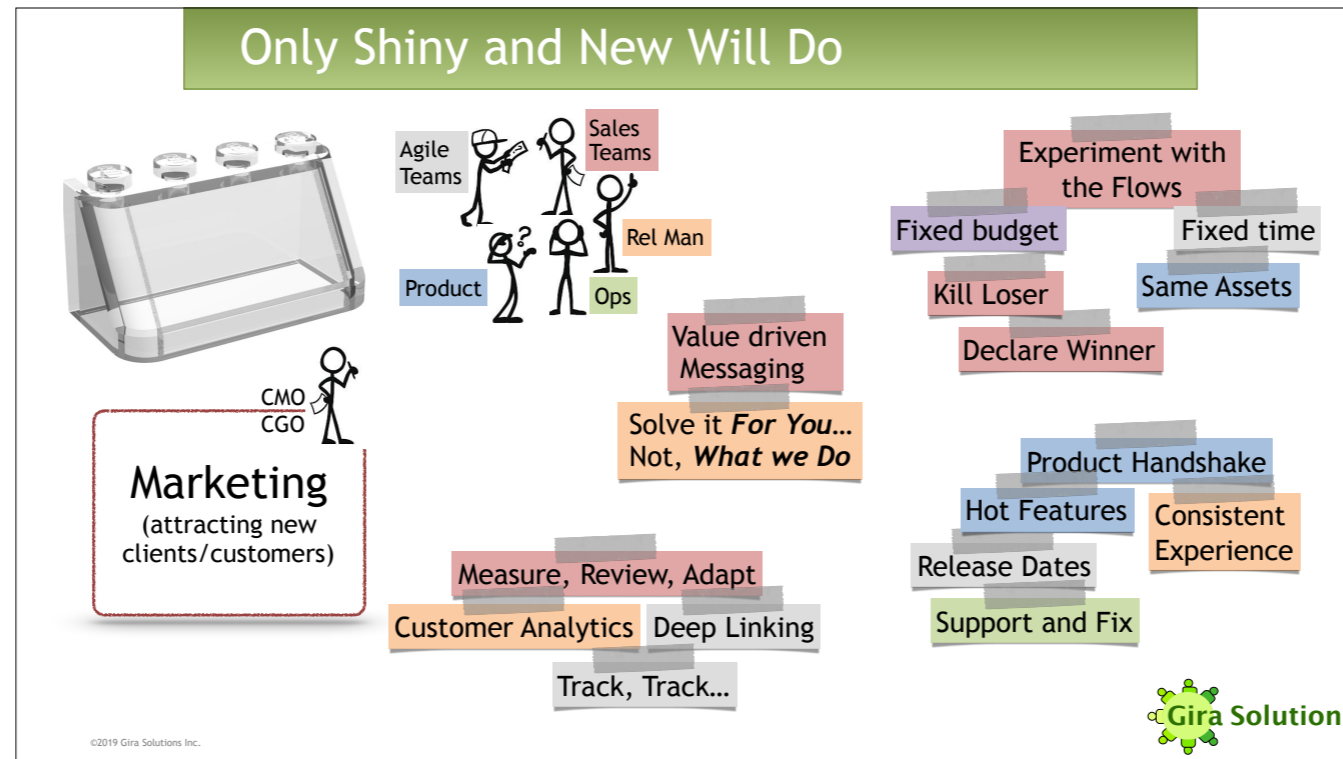 Only Shiny and New Will Do
Agile
Teams
Sales
Teams
Rel Man
?
Product
Ops
CMO
CGO
Marketing
(attracting new
clients/customers)
Value driven
Messaging
Solve it For You…
Not, What we Do
Measure, Review, Adapt
Customer Analytics
Deep Linking
Track, Track…
Experiment with
the Flows
Fixed budget
Fixed time
Kill Loser
Same Assets
Declare Winner
Product Handshake
Hot Features
Consistent
Experience
Release Dates
Support and Fix
Gira Solution
©2019 Gira Solutions Inc.